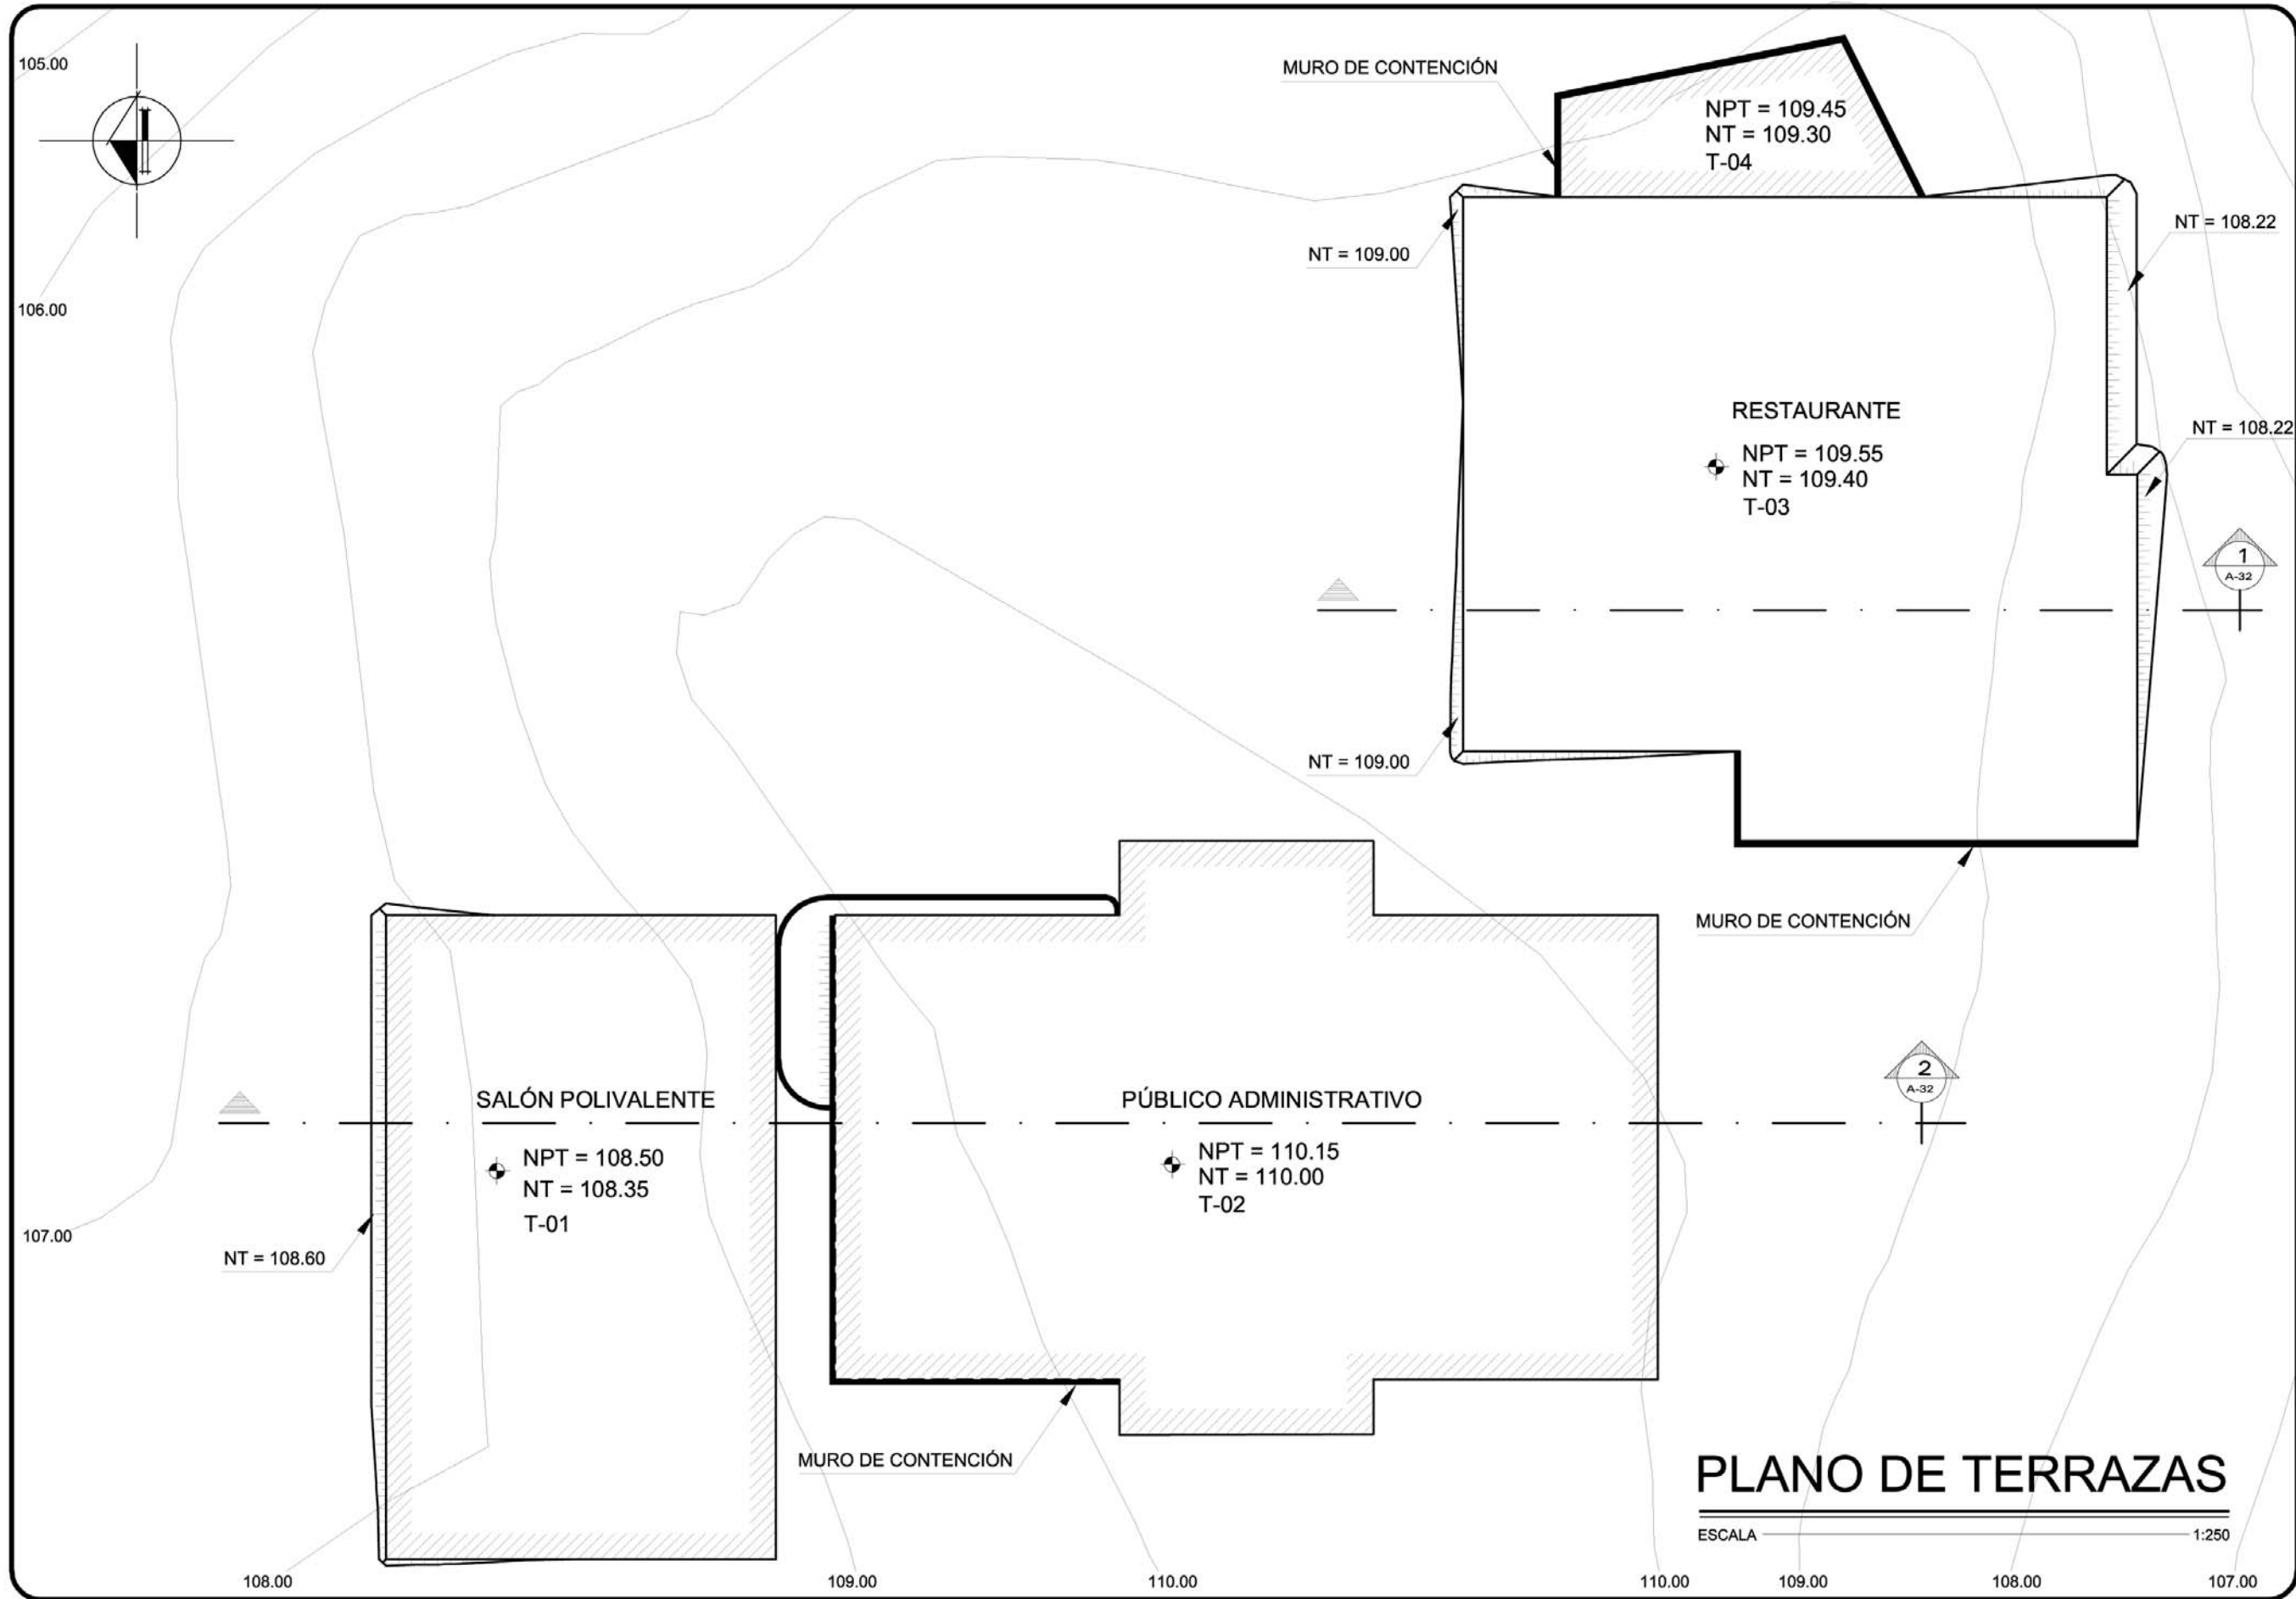 105.00
MURO DE CONTENCIÓN
NPT = 109.45
NT = 109.30
T-04
NT = 108.22
NT = 109.00
106.00
RESTAURANTE
NT = 108.22
NPT = 109.55
NT = 109.40
T-03
1
A-32
NT = 109.00
MURO DE CONTENCIÓN
2
A-32
SALÓN POLIVALENTE
PÚBLICO ADMINISTRATIVO
NPT = 108.50
NT = 108.35
T-01
NPT = 110.15
NT = 110.00
T-02
107.00
NT = 108.60
MURO DE CONTENCIÓN
PLANO DE TERRAZAS
ESCALA 1:250
108.00
109.00
110.00
110.00
109.00
108.00
107.00